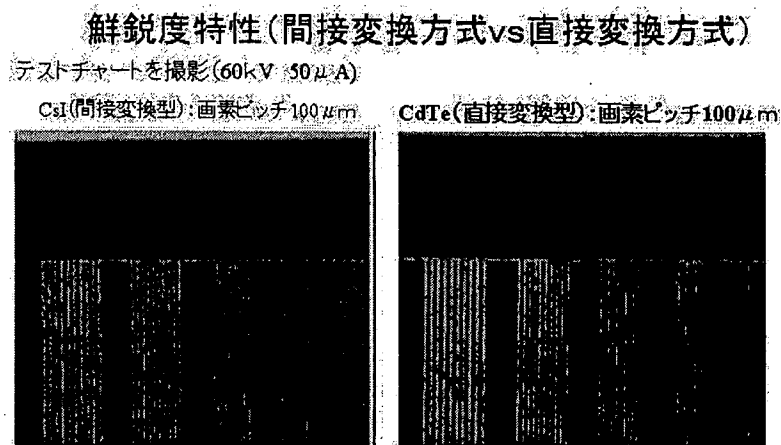 鮮鋭度特性(間接変換方式vs直接変換方式)
テストチャートを撮影(60kV 50μA)
CsI(間接変換型):画素ピッチ100μm
CdTe(直接変換型):画素ピッチ100μm